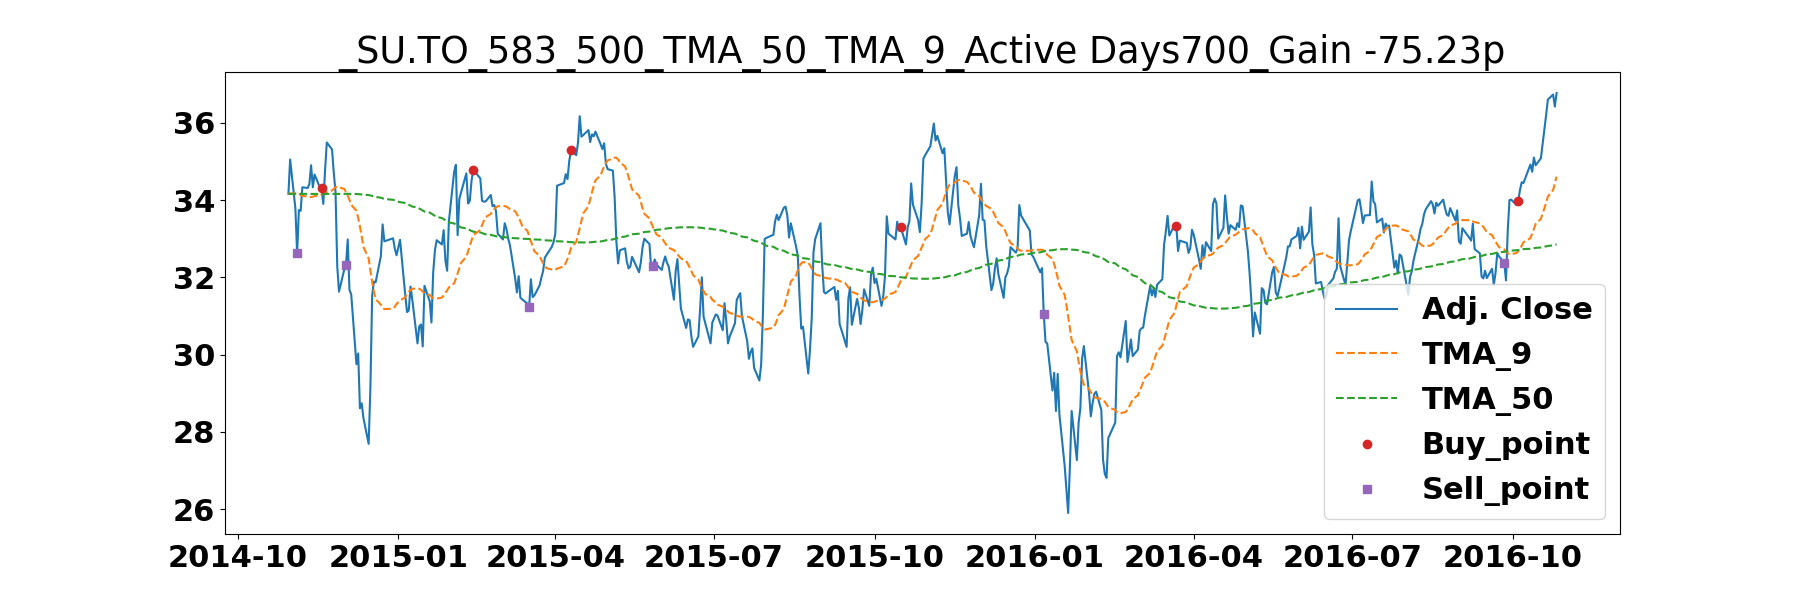 _SU.TO_583_500_TMA_50_TMA_9_Active Days700_Gain -75.23p
36
34
32
30
28
26
Adj. Close
TMA_9
TMA_50
Buy_point
Sell_point
2014-10 2015-01 2015-04 2015-07 2015-10 2016-01 2016-04 2016-07 2016-10